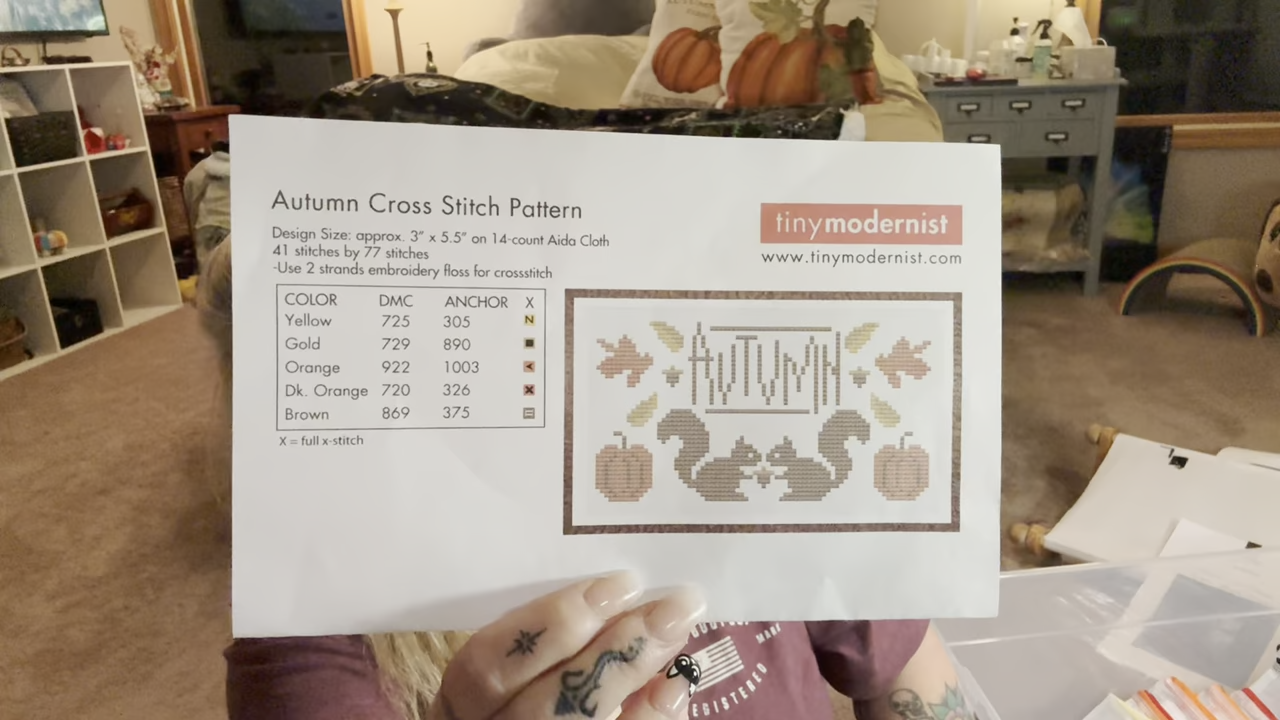 Autumn Cross Stitch Pattern
Design Size: approx. 3" x 5.5" on 14-count Aida Cloth
41 stitches by 77 stitches
-Use 2 strands embroidery floss for crossstitch
tinymodernist
www.tinymodernist.com
COLOR DMC ANCHOR X
Yellow 725 305 N
Gold 729 890
Orange 922 1003
Dk. Orange 720 326
Brown 869 375
X = full x-stitch
AUTUMN
MARK
REGISTERED